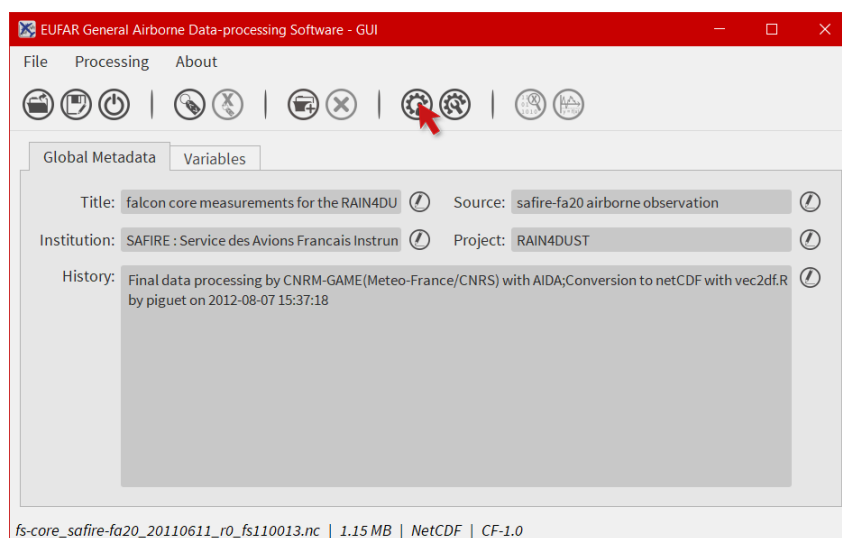 EUFAR General Airborne Data-processing Software - GUI
File Processing About
Global Metadata Variables
Title: falcon core measurements for the RAIN4DU Source: safire-fa20 airborne observation
Institution: SAFIRE : Service des Avions Francais Instrun Project: RAIN4DUST
History: Final data processing by CNRM-GAME(Meteo-France/CNRS) with AIDA;Conversion to netCDF with vec2df.R
by piguet on 2012-08-07 15:37:18
fs-core_safire-fa20_20110611_r0_fs110013.nc | 1.15 MB | NetCDF | CF-1.0